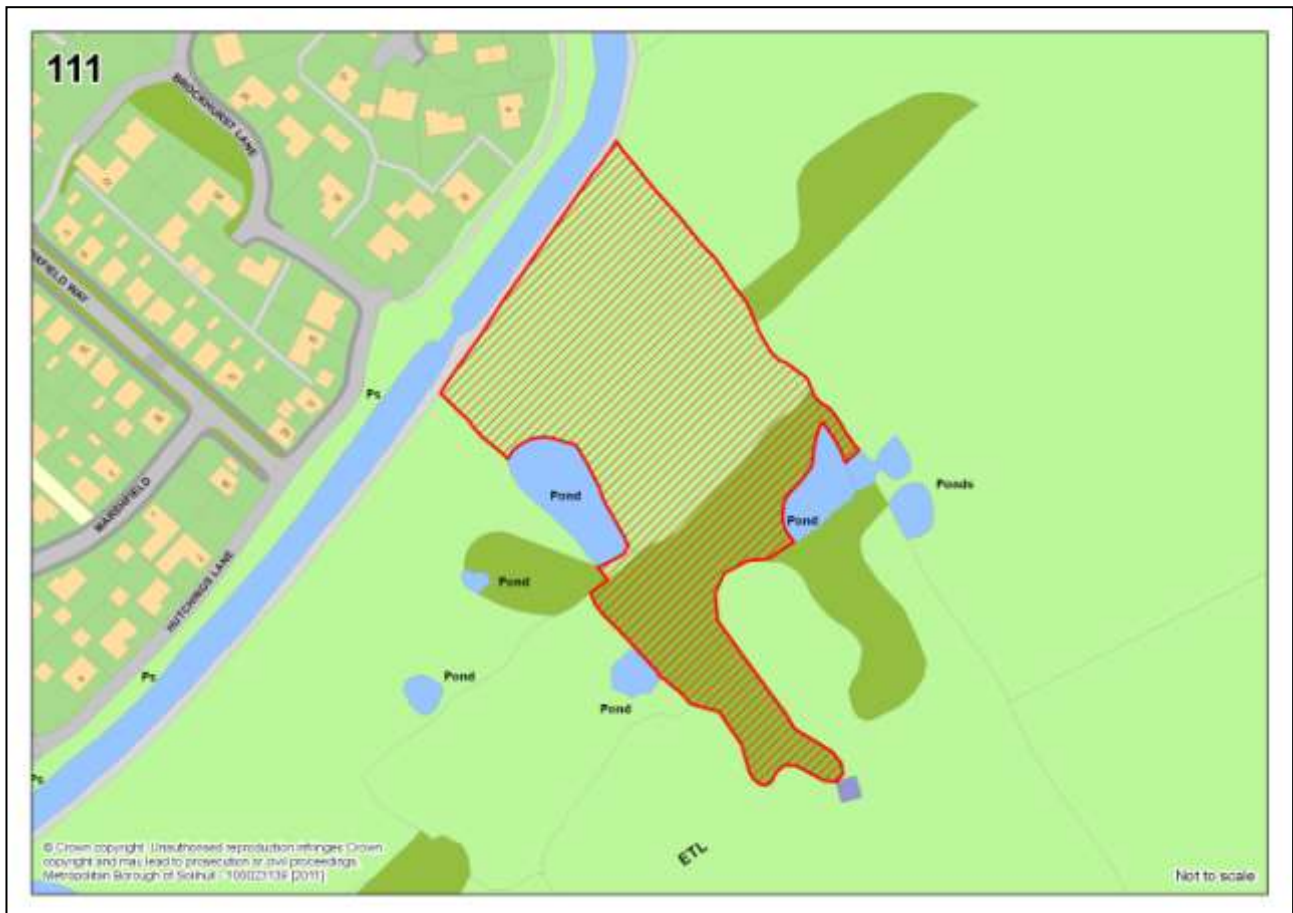 111
BROCKHURST LANE
WAY
Ps
MARSHFIELD
HUTCHINGS LANE
Pond
Pond
Ponds
Pond
Pond
Pond
Ps
Ps
ETL
© Crown copyright. Unauthorised reproduction infringes Crown
copyright and may lead to prosecution or civil proceedings.
Metropolitan Borough of Solihull - 100023139 [2011]
Not to scale